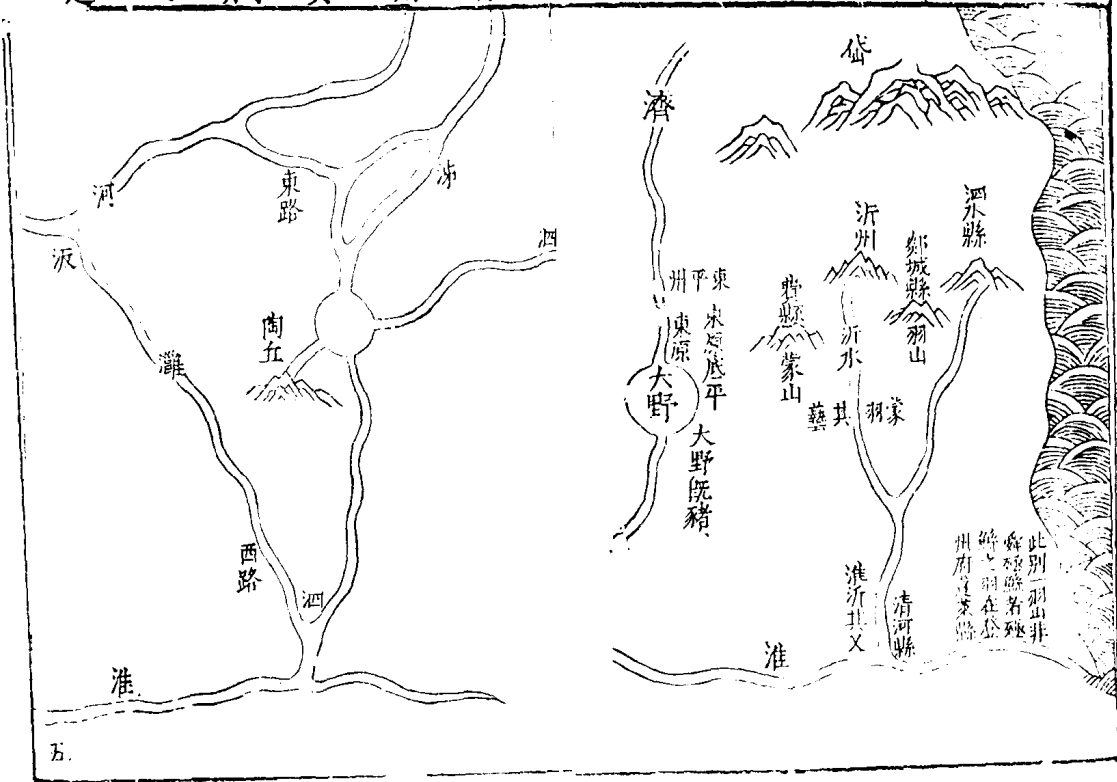 岱
泗水縣
沂州
郯城縣
羽山
費縣
蒙山
沂水
蒙羽其藝
此別一羽山非
舜殛鯀者殛
鯀之羽在登
州府蓬萊縣
清河縣
淮沂其乂
淮
濟
東平州
東原底平
東原
大野
大野既豬
泗
泲
東路
陶丘
河
汳
灉
西路
泗
淮
五